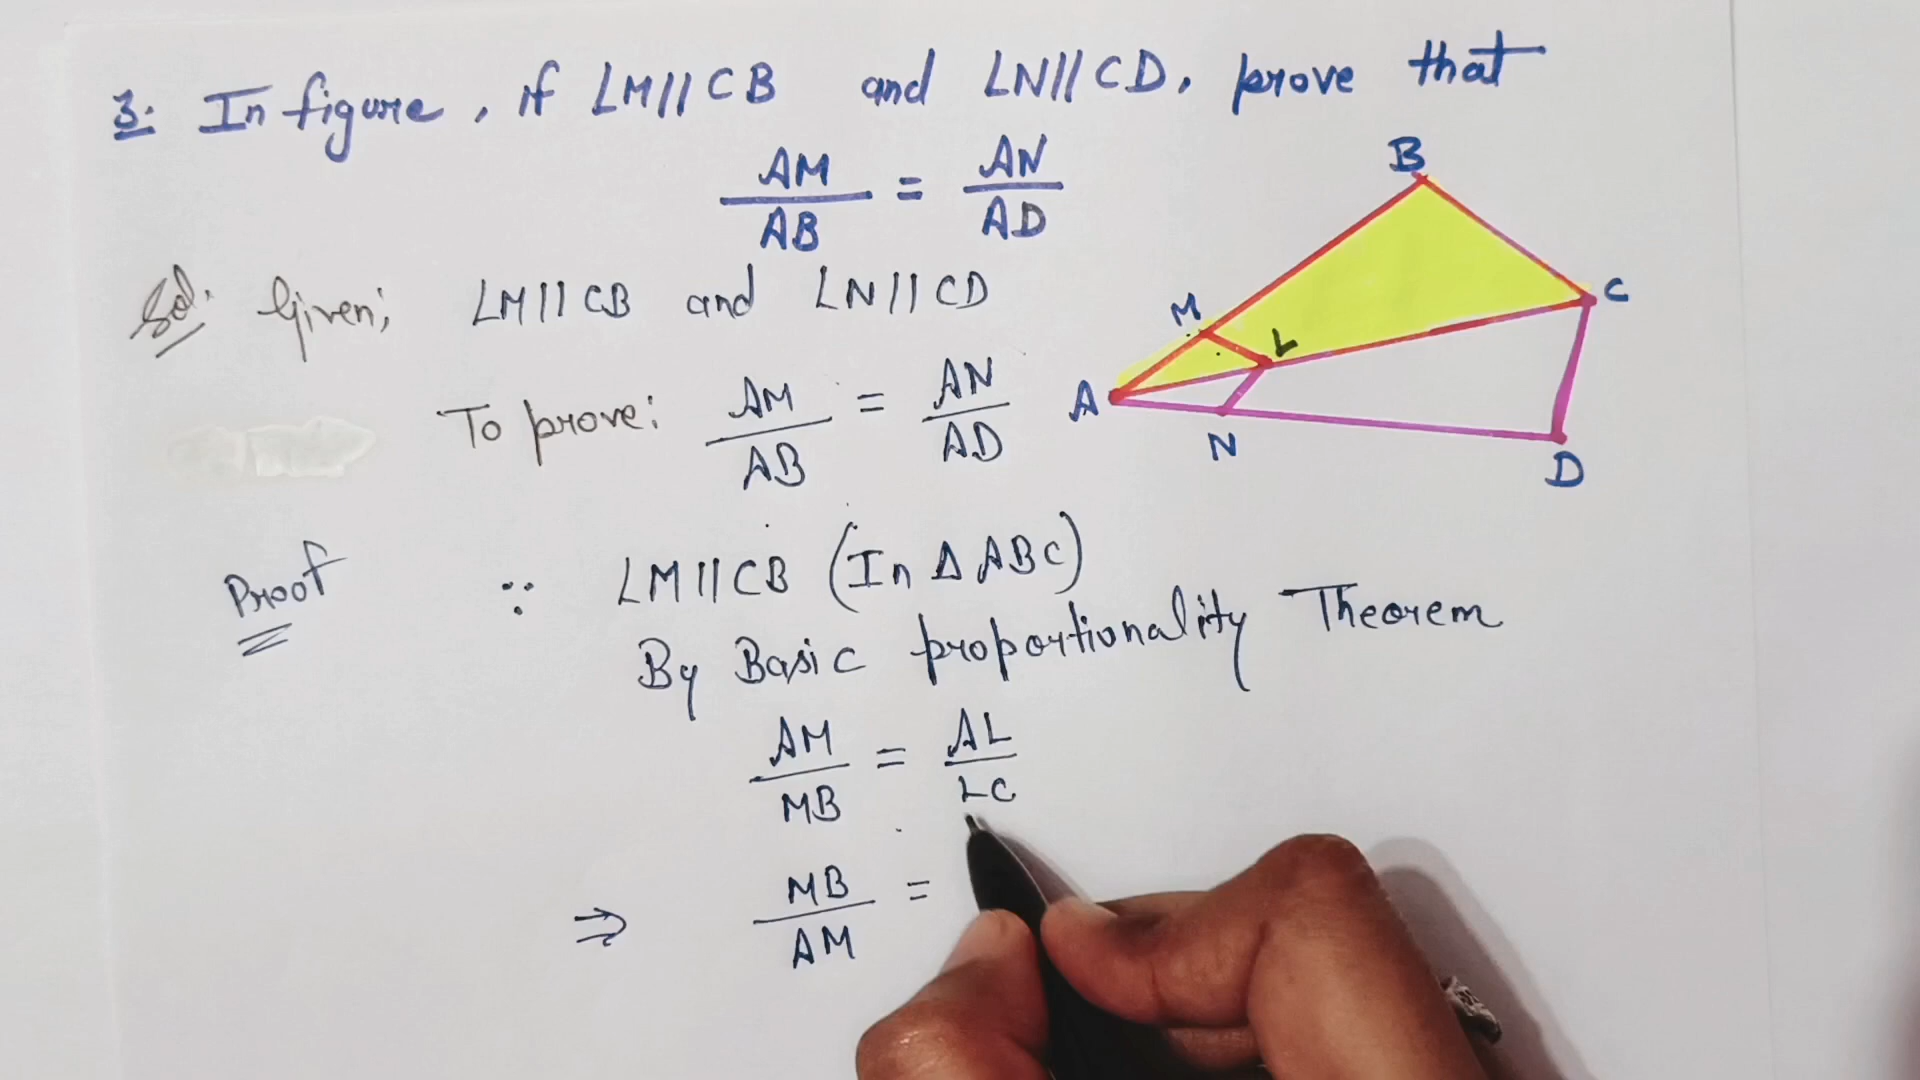 3. In figure, if LM||CB and LN||CD, prove that
AM/AB = AN/AD
Sol. Given; LM||CB and LN||CD
To prove: AM/AB = AN/AD
Proof ∵ LM||CB (In Δ ABC)
By Basic proportionality Theorem
AM/MB = AL/LC
⇒ MB/AM =
B
C
M
L
A
N
D